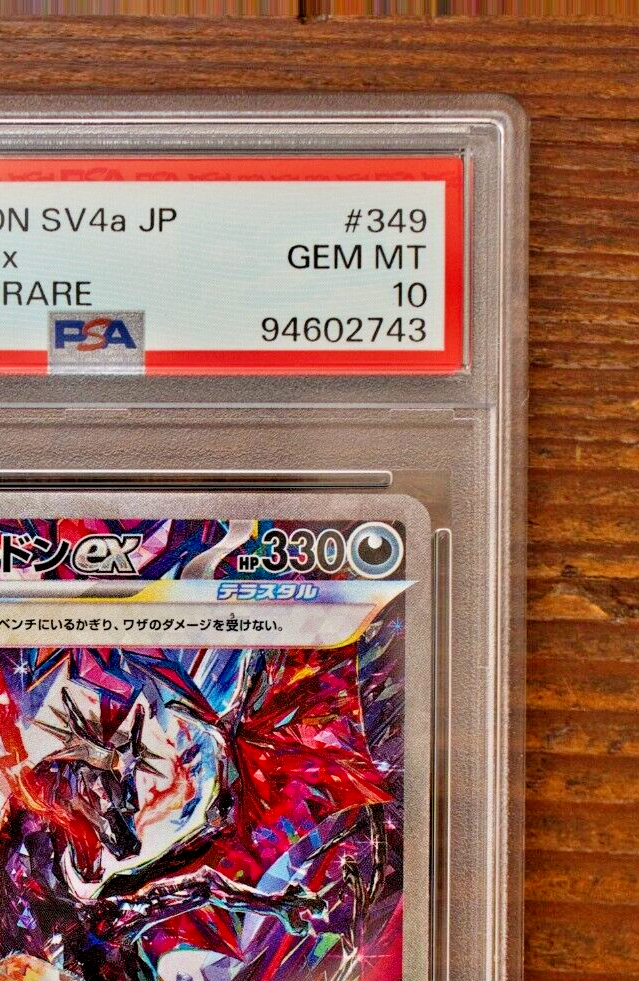 ON SV4a JP #349
x GEM MT
RARE 10
PSA 94602743
ドンex HP330
テラスタル
ベンチにいるかぎり、ワザのダメージを受けない。